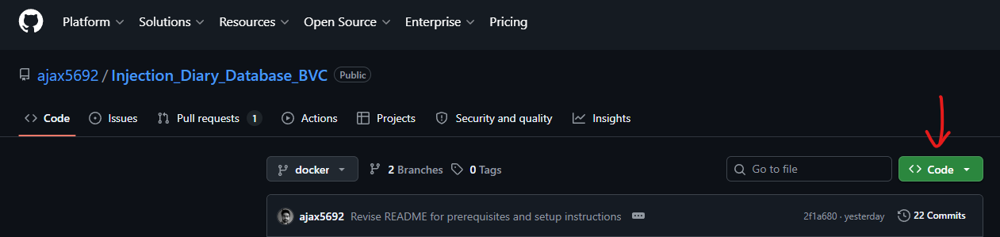 Platform Solutions Resources Open Source Enterprise Pricing
ajax5692 / Injection_Diary_Database_BVC Public
Code Issues Pull requests 1 Actions Projects Security and quality Insights
docker 2 Branches 0 Tags Go to file Code
ajax5692 Revise README for prerequisites and setup instructions 2f1a680 · yesterday 22 Commits